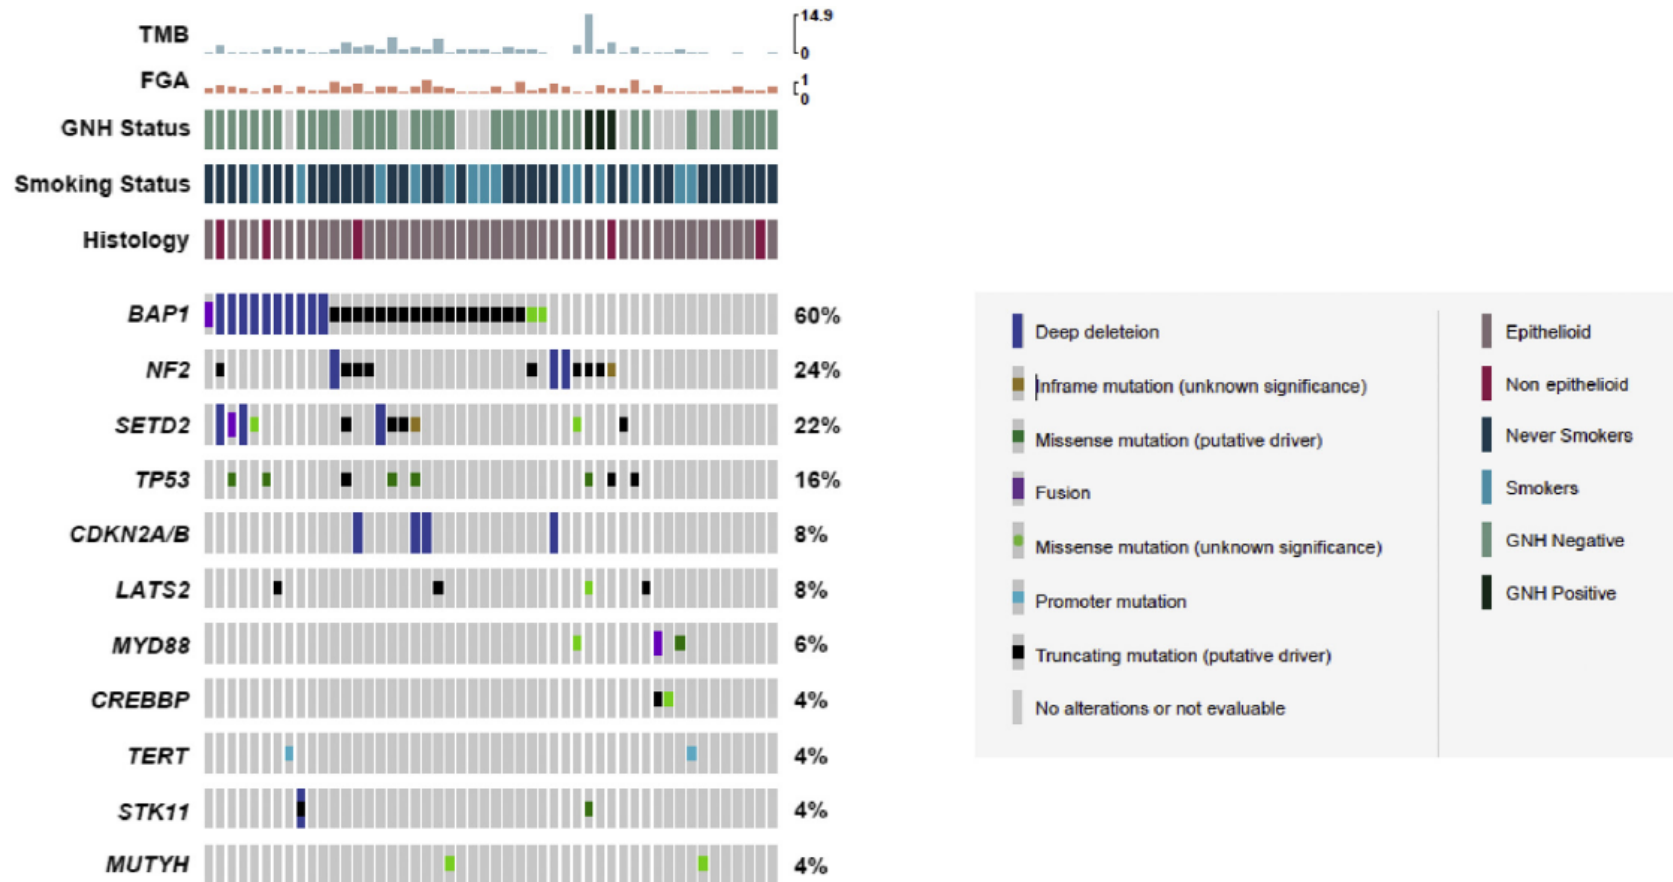 TMB
14.9
0
FGA
1
0
GNH Status
Smoking Status
Histology
BAP1
60%
NF2
24%
SETD2
22%
TP53
16%
CDKN2A/B
8%
LATS2
8%
MYD88
6%
CREBBP
4%
TERT
4%
STK11
4%
MUTYH
4%
Deep deleteion
Inframe mutation (unknown significance)
Missense mutation (putative driver)
Fusion
Missense mutation (unknown significance)
Promoter mutation
Truncating mutation (putative driver)
No alterations or not evaluable
Epithelioid
Non epithelioid
Never Smokers
Smokers
GNH Negative
GNH Positive